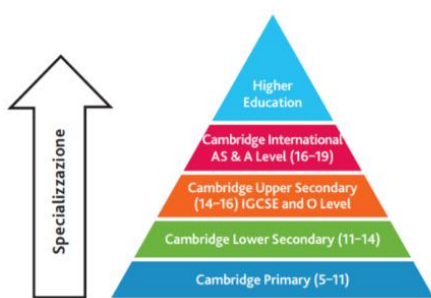 Specializzazione
Higher
Education
Cambridge International
AS & A Level (16–19)
Cambridge Upper Secondary
(14–16) IGCSE and O Level
Cambridge Lower Secondary (11–14)
Cambridge Primary (5–11)